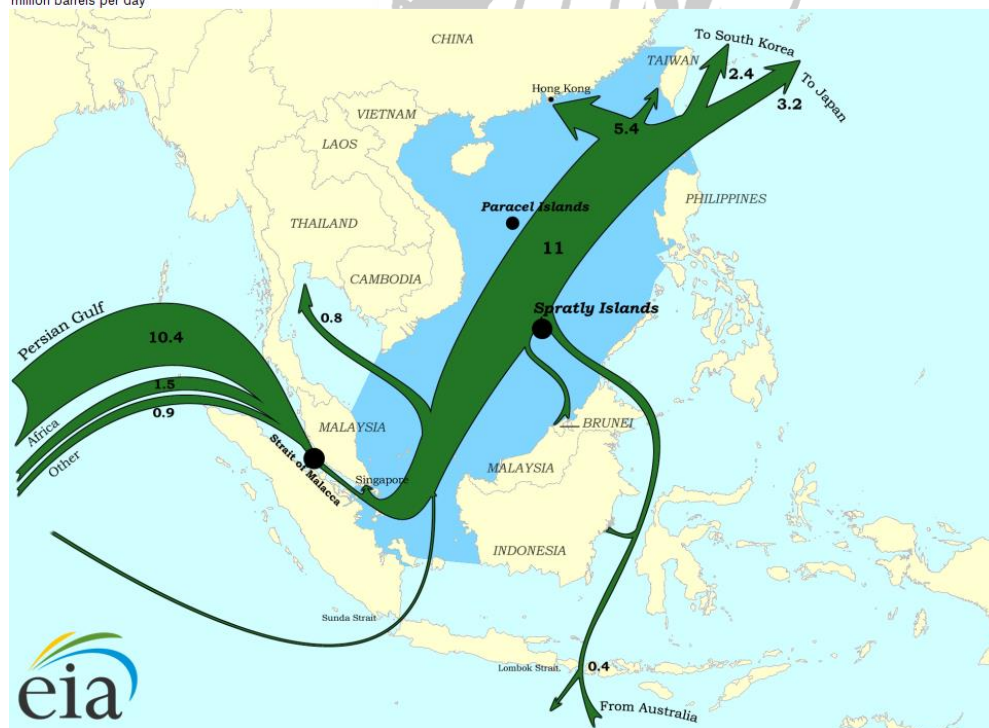 million barrels per day
CHINA
To South Korea
TAIWAN
2.4
To Japan
3.2
Hong Kong
5.4
VIETNAM
LAOS
Paracel Islands
PHILIPPINES
THAILAND
11
CAMBODIA
Spratly Islands
Persian Gulf
0.8
10.4
1.5
0.9
Africa
Other
MALAYSIA
BRUNEI
Strait of Malacca
Singapore
MALAYSIA
INDONESIA
Sunda Strait
Lombok Strait.
0.4
From Australia
eia